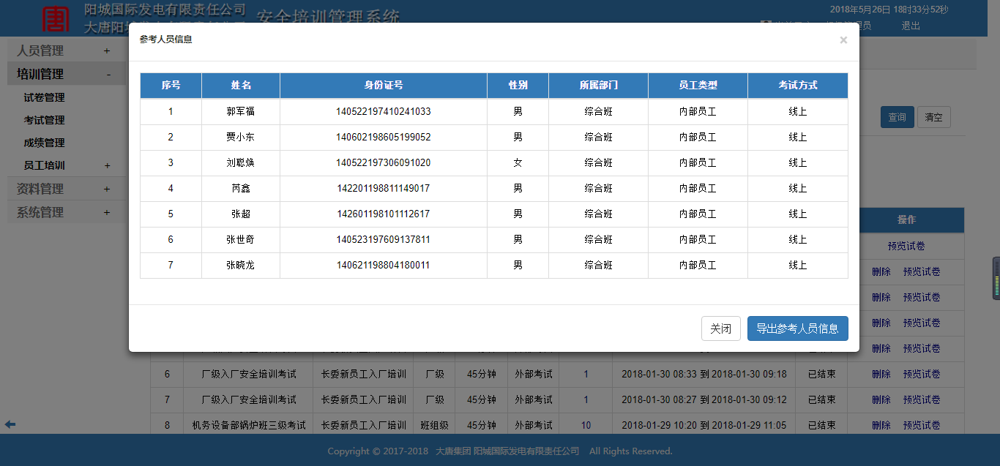 阳城国际发电有限责任公司
安全培训管理系统
2018年5月26日 18时33分52秒
退出
参考人员信息
×
人员管理 +
培训管理 -
试卷管理
考试管理
成绩管理
员工培训 +
资料管理 +
系统管理 +
查询 清空
序号 姓名 身份证号 性别 所属部门 员工类型 考试方式
1 郭军福 140522197410241033 男 综合班 内部员工 线上
2 贾小东 140602198605199052 男 综合班 内部员工 线上
3 刘聪焕 140522197306091020 女 综合班 内部员工 线上
4 芮鑫 142201198811149017 男 综合班 内部员工 线上
5 张超 142601198101112617 男 综合班 内部员工 线上
6 张世奇 140523197609137811 男 综合班 内部员工 线上
7 张晓龙 140621198804180011 男 综合班 内部员工 线上
关闭 导出参考人员信息
操作
预览试卷
删除 预览试卷
删除 预览试卷
删除 预览试卷
删除 预览试卷
6 厂级入厂安全培训考试 长委新员工入厂培训 厂级 45分钟 外部考试 1 2018-01-30 08:33 到 2018-01-30 09:18 已结束 删除 预览试卷
7 厂级入厂安全培训考试 长委新员工入厂培训 厂级 45分钟 外部考试 1 2018-01-30 08:27 到 2018-01-30 09:12 已结束 删除 预览试卷
8 机务设备部锅炉班三级考试 长委新员工入厂培训 班组级 45分钟 外部考试 10 2018-01-29 10:20 到 2018-01-29 11:05 已结束 删除 预览试卷
Copyright © 2017-2018 大唐集团 阳城国际发电有限责任公司 All Rights Reserved.